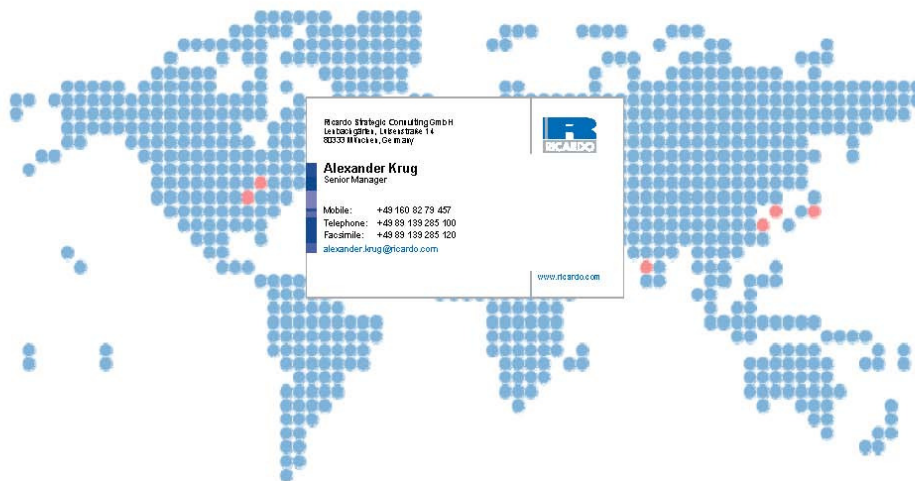 Ricardo Strategic Consulting GmbH
Lenbachgärten, Luisenstraße 14
80333 München, Germany
RICARDO
Alexander Krug
Senior Manager
Mobile: +49 160 82 79 457
Telephone: +49 89 139 285 100
Facsimile: +49 89 139 285 120
alexander.krug@ricardo.com
www.ricardo.com